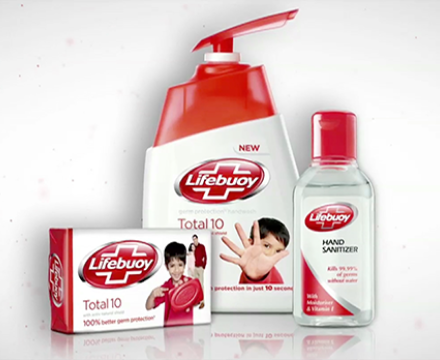 NEW
Lifebuoy
Total 10
protection in just 10 secon
Lifebuoy
Total 10
100% better germ protection*
Lifebuoy
HAND
SANITIZER
Kills 99.99%
of germs
without water
With
Moisturiser
& Vitamin E